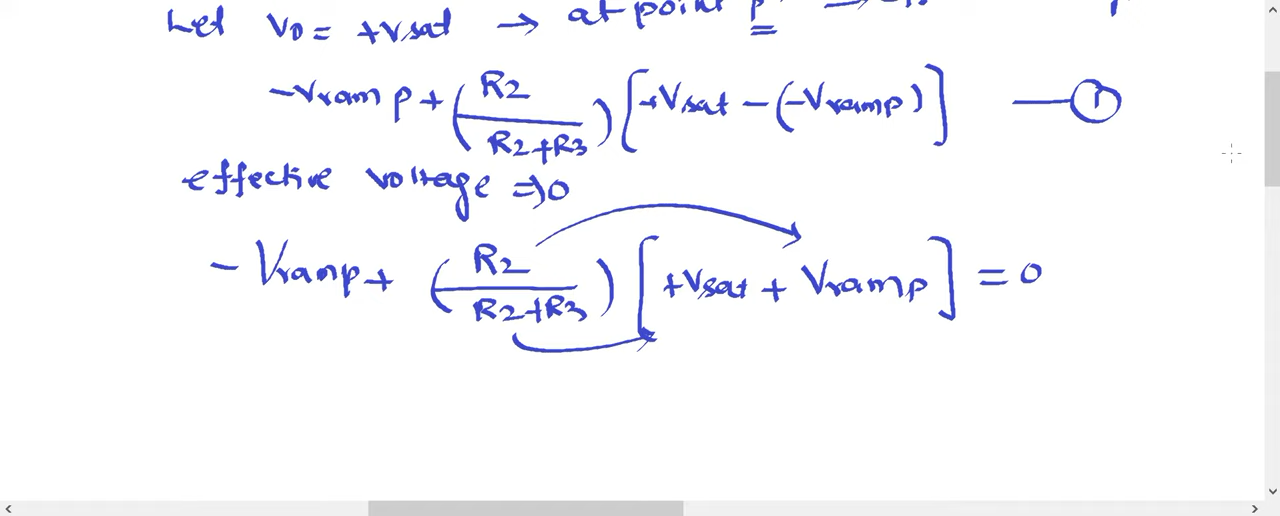 Let Vo = +Vsat → at point P →
-Vramp + (R2/(R2+R3)) [+Vsat - (-Vramp)] — 1
effective voltage ⇒ 0
- Vramp + (R2/(R2+R3)) [+Vsat + Vramp] = 0